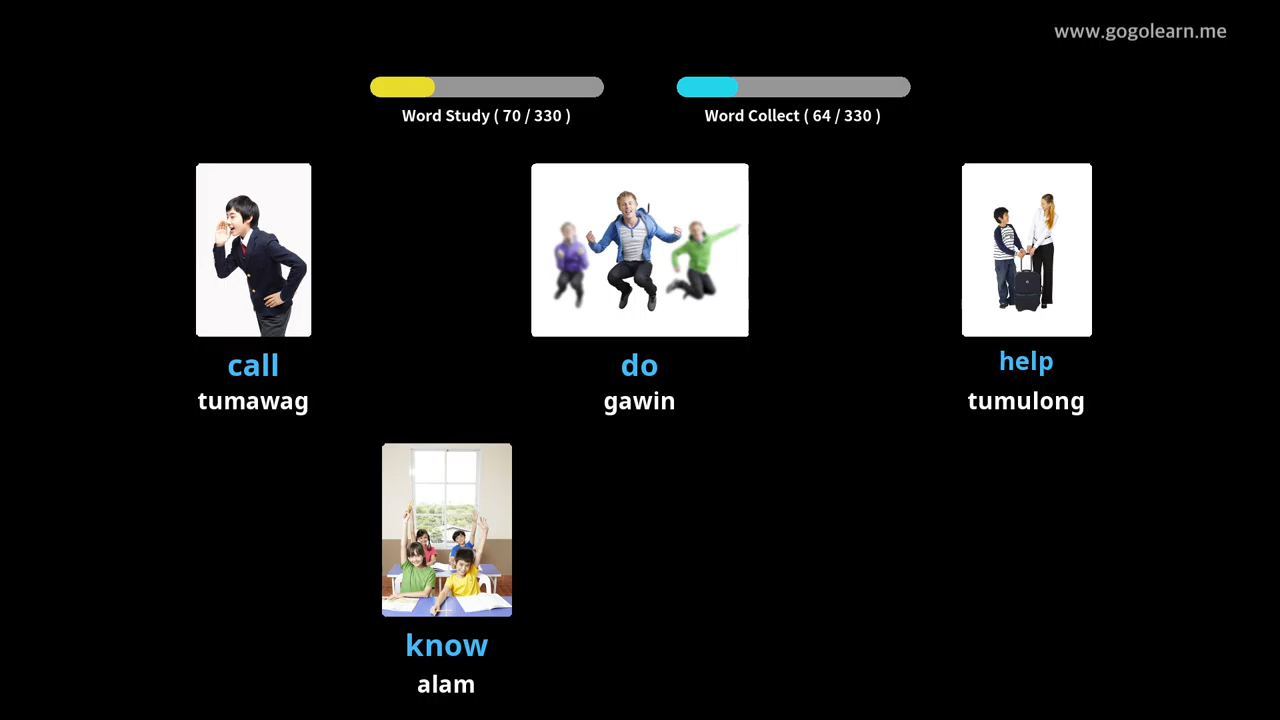 www.gogolearn.me
Word Study ( 70 / 330 )
Word Collect ( 64 / 330 )
call
tumawag
do
gawin
help
tumulong
know
alam